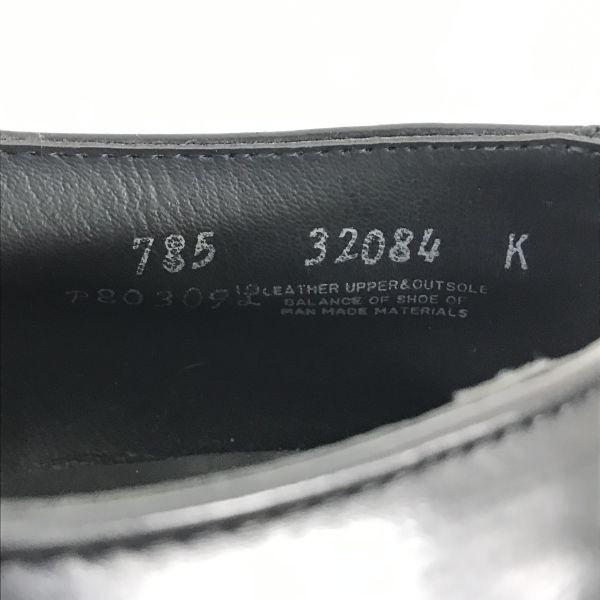 785 32084 K
P803092 LEATHER UPPER&OUTSOLE
BALANCE OF SHOE OF
MAN MADE MATERIALS